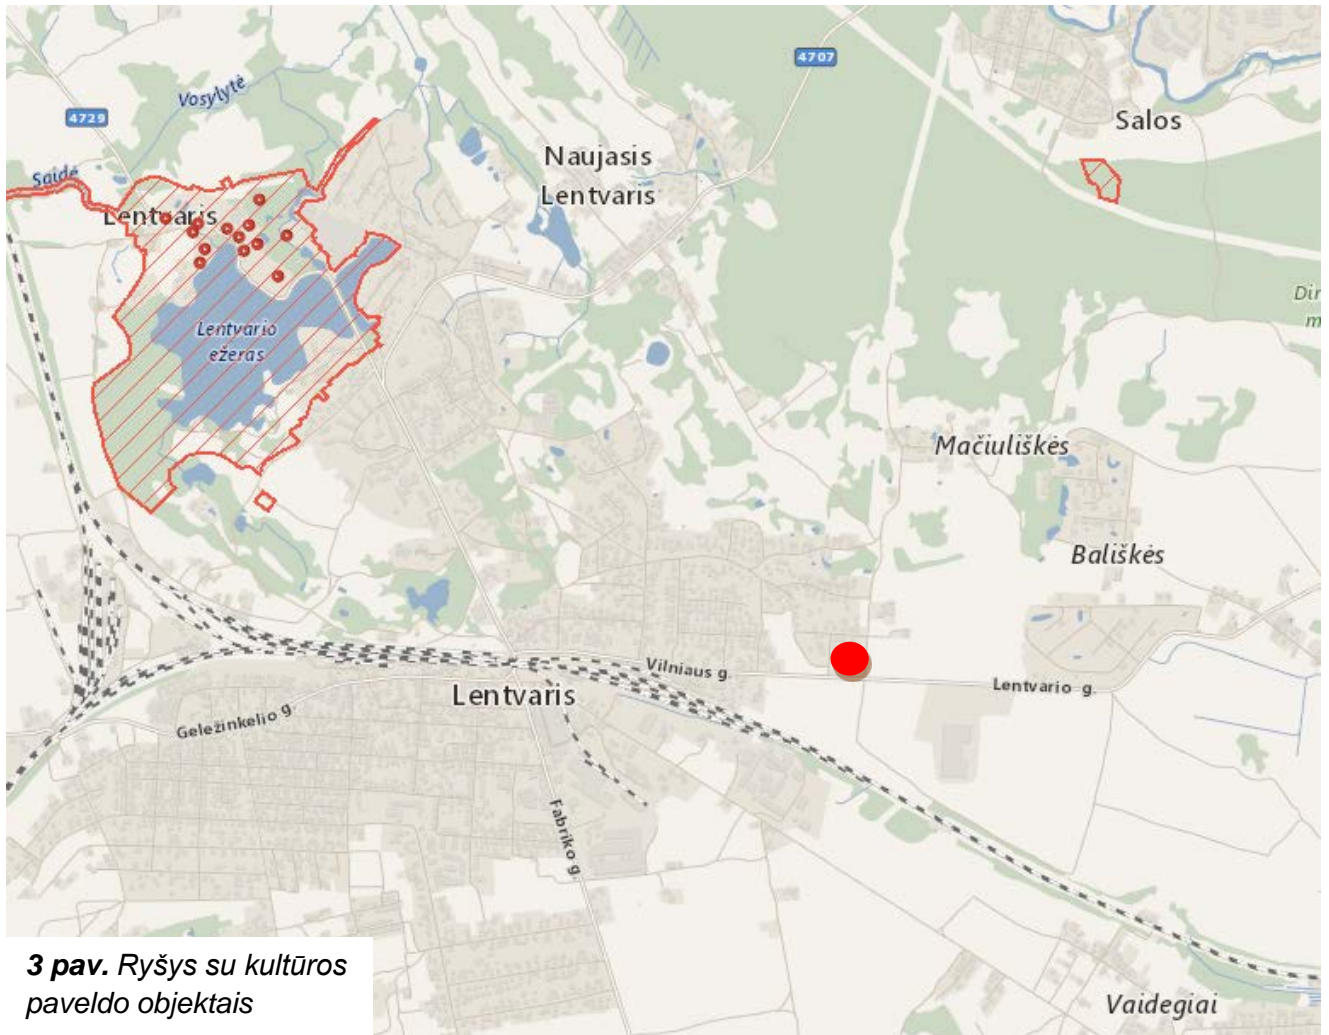 4707
Vosylytė
4729
Salos
Naujasis
Lentvaris
Saidė
Lentvaris
Lentvario
ežeras
Mačiuliškės
Bališkės
Vilniaus g.
Lentvario g.
Lentvaris
Geležinkelio g.
Fabriko g.
3 pav. Ryšys su kultūros
paveldo objektais
Vaidegiai